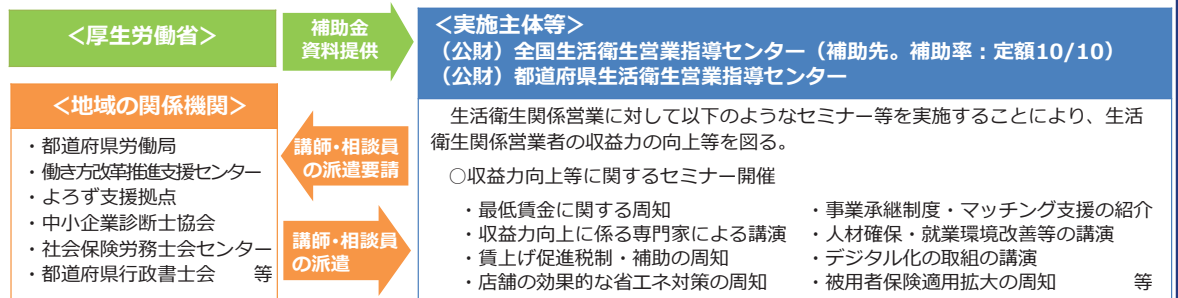 ＜厚生労働省＞
補助金
資料提供
＜実施主体等＞
（公財）全国生活衛生営業指導センター（補助先。補助率：定額10/10）
（公財）都道府県生活衛生営業指導センター
＜地域の関係機関＞
・都道府県労働局
・働き方改革推進支援センター
・よろず支援拠点
・中小企業診断士協会
・社会保険労務士会センター
・都道府県行政書士会　等
講師・相談員
の派遣要請
講師・相談員
の派遣
生活衛生関係営業に対して以下のようなセミナー等を実施することにより、生活
衛生関係営業者の収益力の向上等を図る。
○収益力向上等に関するセミナー開催
・最低賃金に関する周知
・収益力向上に係る専門家による講演
・賃上げ促進税制・補助の周知
・店舗の効果的な省エネ対策の周知
・事業承継制度・マッチング支援の紹介
・人材確保・就業環境改善等の講演
・デジタル化の取組の講演
・被用者保険適用拡大の周知　等